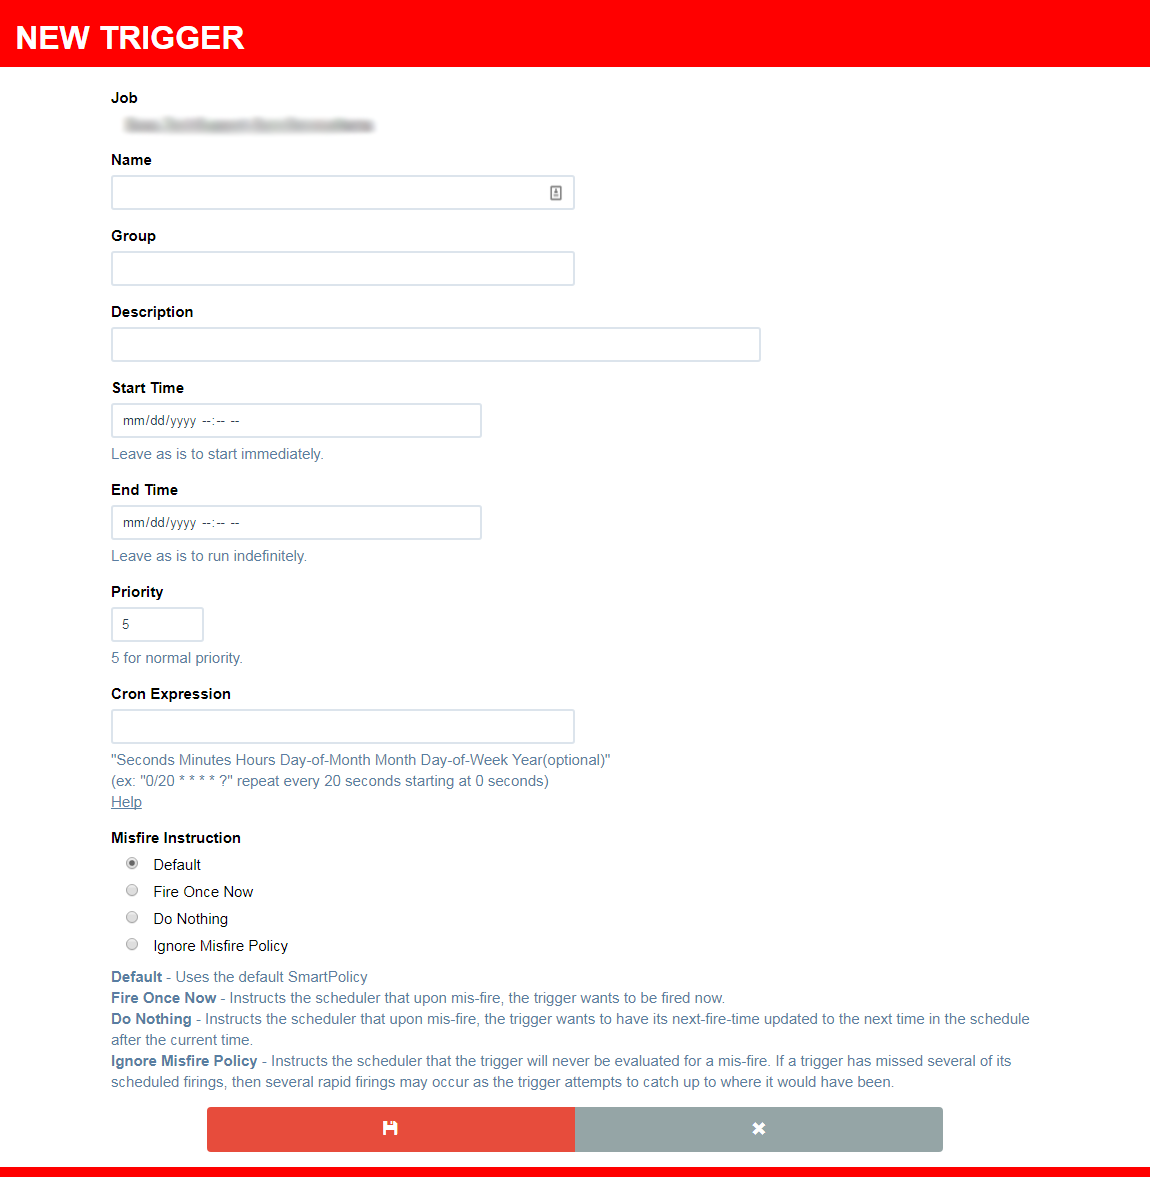 NEW TRIGGER
Job
Name
Group
Description
Start Time
mm/dd/yyyy --:-- --
Leave as is to start immediately.
End Time
mm/dd/yyyy --:-- --
Leave as is to run indefinitely.
Priority
5
5 for normal priority.
Cron Expression
"Seconds Minutes Hours Day-of-Month Month Day-of-Week Year(optional)"
(ex: "0/20 * * * * ?" repeat every 20 seconds starting at 0 seconds)
Help
Misfire Instruction
Default
Fire Once Now
Do Nothing
Ignore Misfire Policy
Default - Uses the default SmartPolicy
Fire Once Now - Instructs the scheduler that upon mis-fire, the trigger wants to be fired now.
Do Nothing - Instructs the scheduler that upon mis-fire, the trigger wants to have its next-fire-time updated to the next time in the schedule
after the current time.
Ignore Misfire Policy - Instructs the scheduler that the trigger will never be evaluated for a mis-fire. If a trigger has missed several of its
scheduled firings, then several rapid firings may occur as the trigger attempts to catch up to where it would have been.